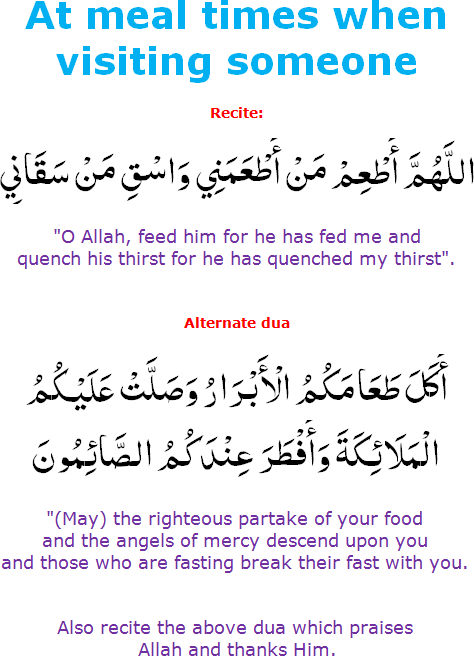 At meal times when
visiting someone
Recite:
اللَّهُمَّ أَطْعِمْ مَنْ أَطْعَمَنِي وَاسْقِ مَنْ سَقَانِي
"O Allah, feed him for he has fed me and
quench his thirst for he has quenched my thirst".
Alternate dua
أَكَلَ طَعَامَكُمُ الْأَبْرَارُ وَصَلَّتْ عَلَيْكُمُ
الْمَلَائِكَةَ وَأَفْطَرَ عِنْدَكُمُ الصَّائِمُونَ
"(May) the righteous partake of your food
and the angels of mercy descend upon you
and those who are fasting break their fast with you.
Also recite the above dua which praises
Allah and thanks Him.